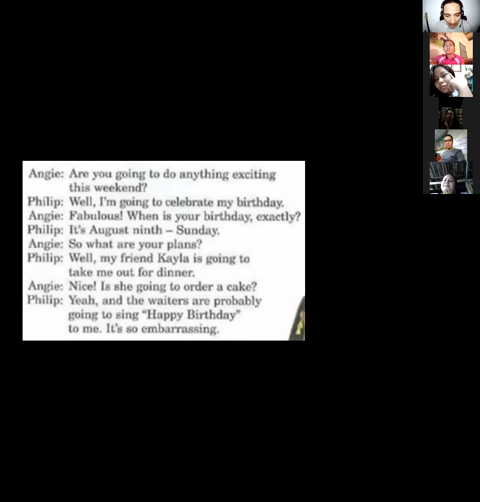 Angie: Are you going to do anything exciting
this weekend?
Philip: Well, I'm going to celebrate my birthday.
Angie: Fabulous! When is your birthday, exactly?
Philip: It's August ninth – Sunday.
Angie: So what are your plans?
Philip: Well, my friend Kayla is going to
take me out for dinner.
Angie: Nice! Is she going to order a cake?
Philip: Yeah, and the waiters are probably
going to sing "Happy Birthday"
to me. It's so embarrassing.